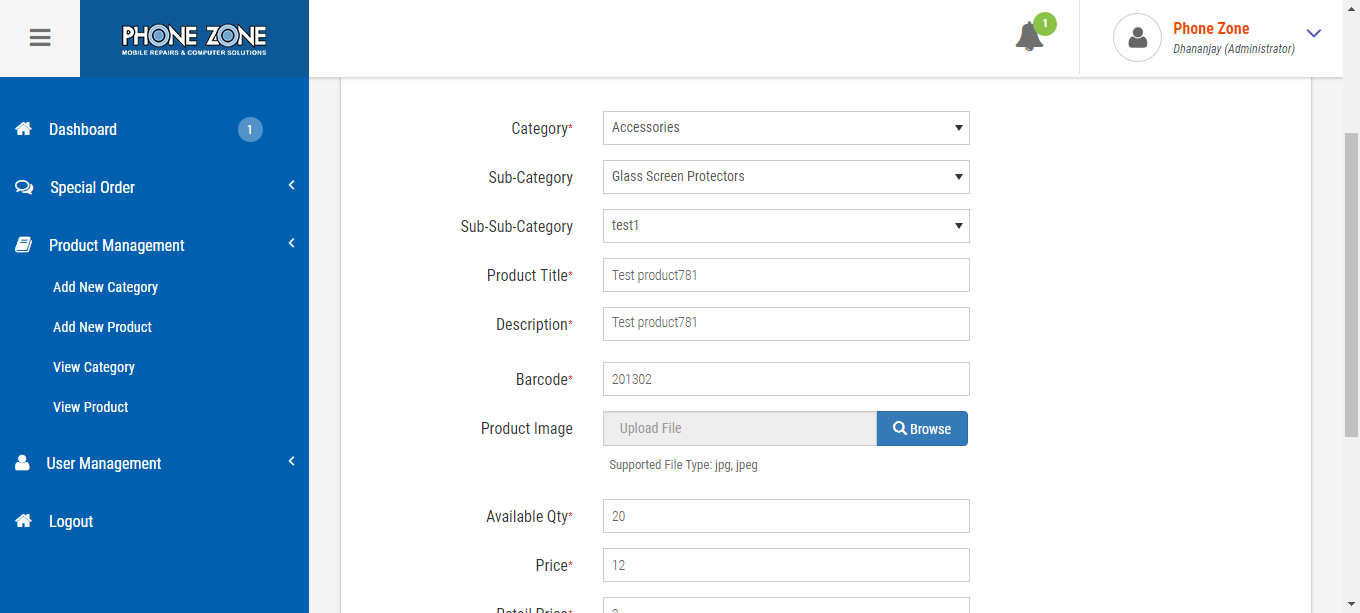 PHONE ZONE
MOBILE REPAIRS & COMPUTER SOLUTIONS
1
Phone Zone
Dhananjay (Administrator)
Dashboard
1
Special Order
Product Management
Add New Category
Add New Product
View Category
View Product
User Management
Logout
Category* Accessories
Sub-Category Glass Screen Protectors
Sub-Sub-Category test1
Product Title* Test product781
Description* Test product781
Barcode* 201302
Product Image Upload File Browse
Supported File Type: jpg, jpeg
Available Qty* 20
Price* 12
Retail Price*